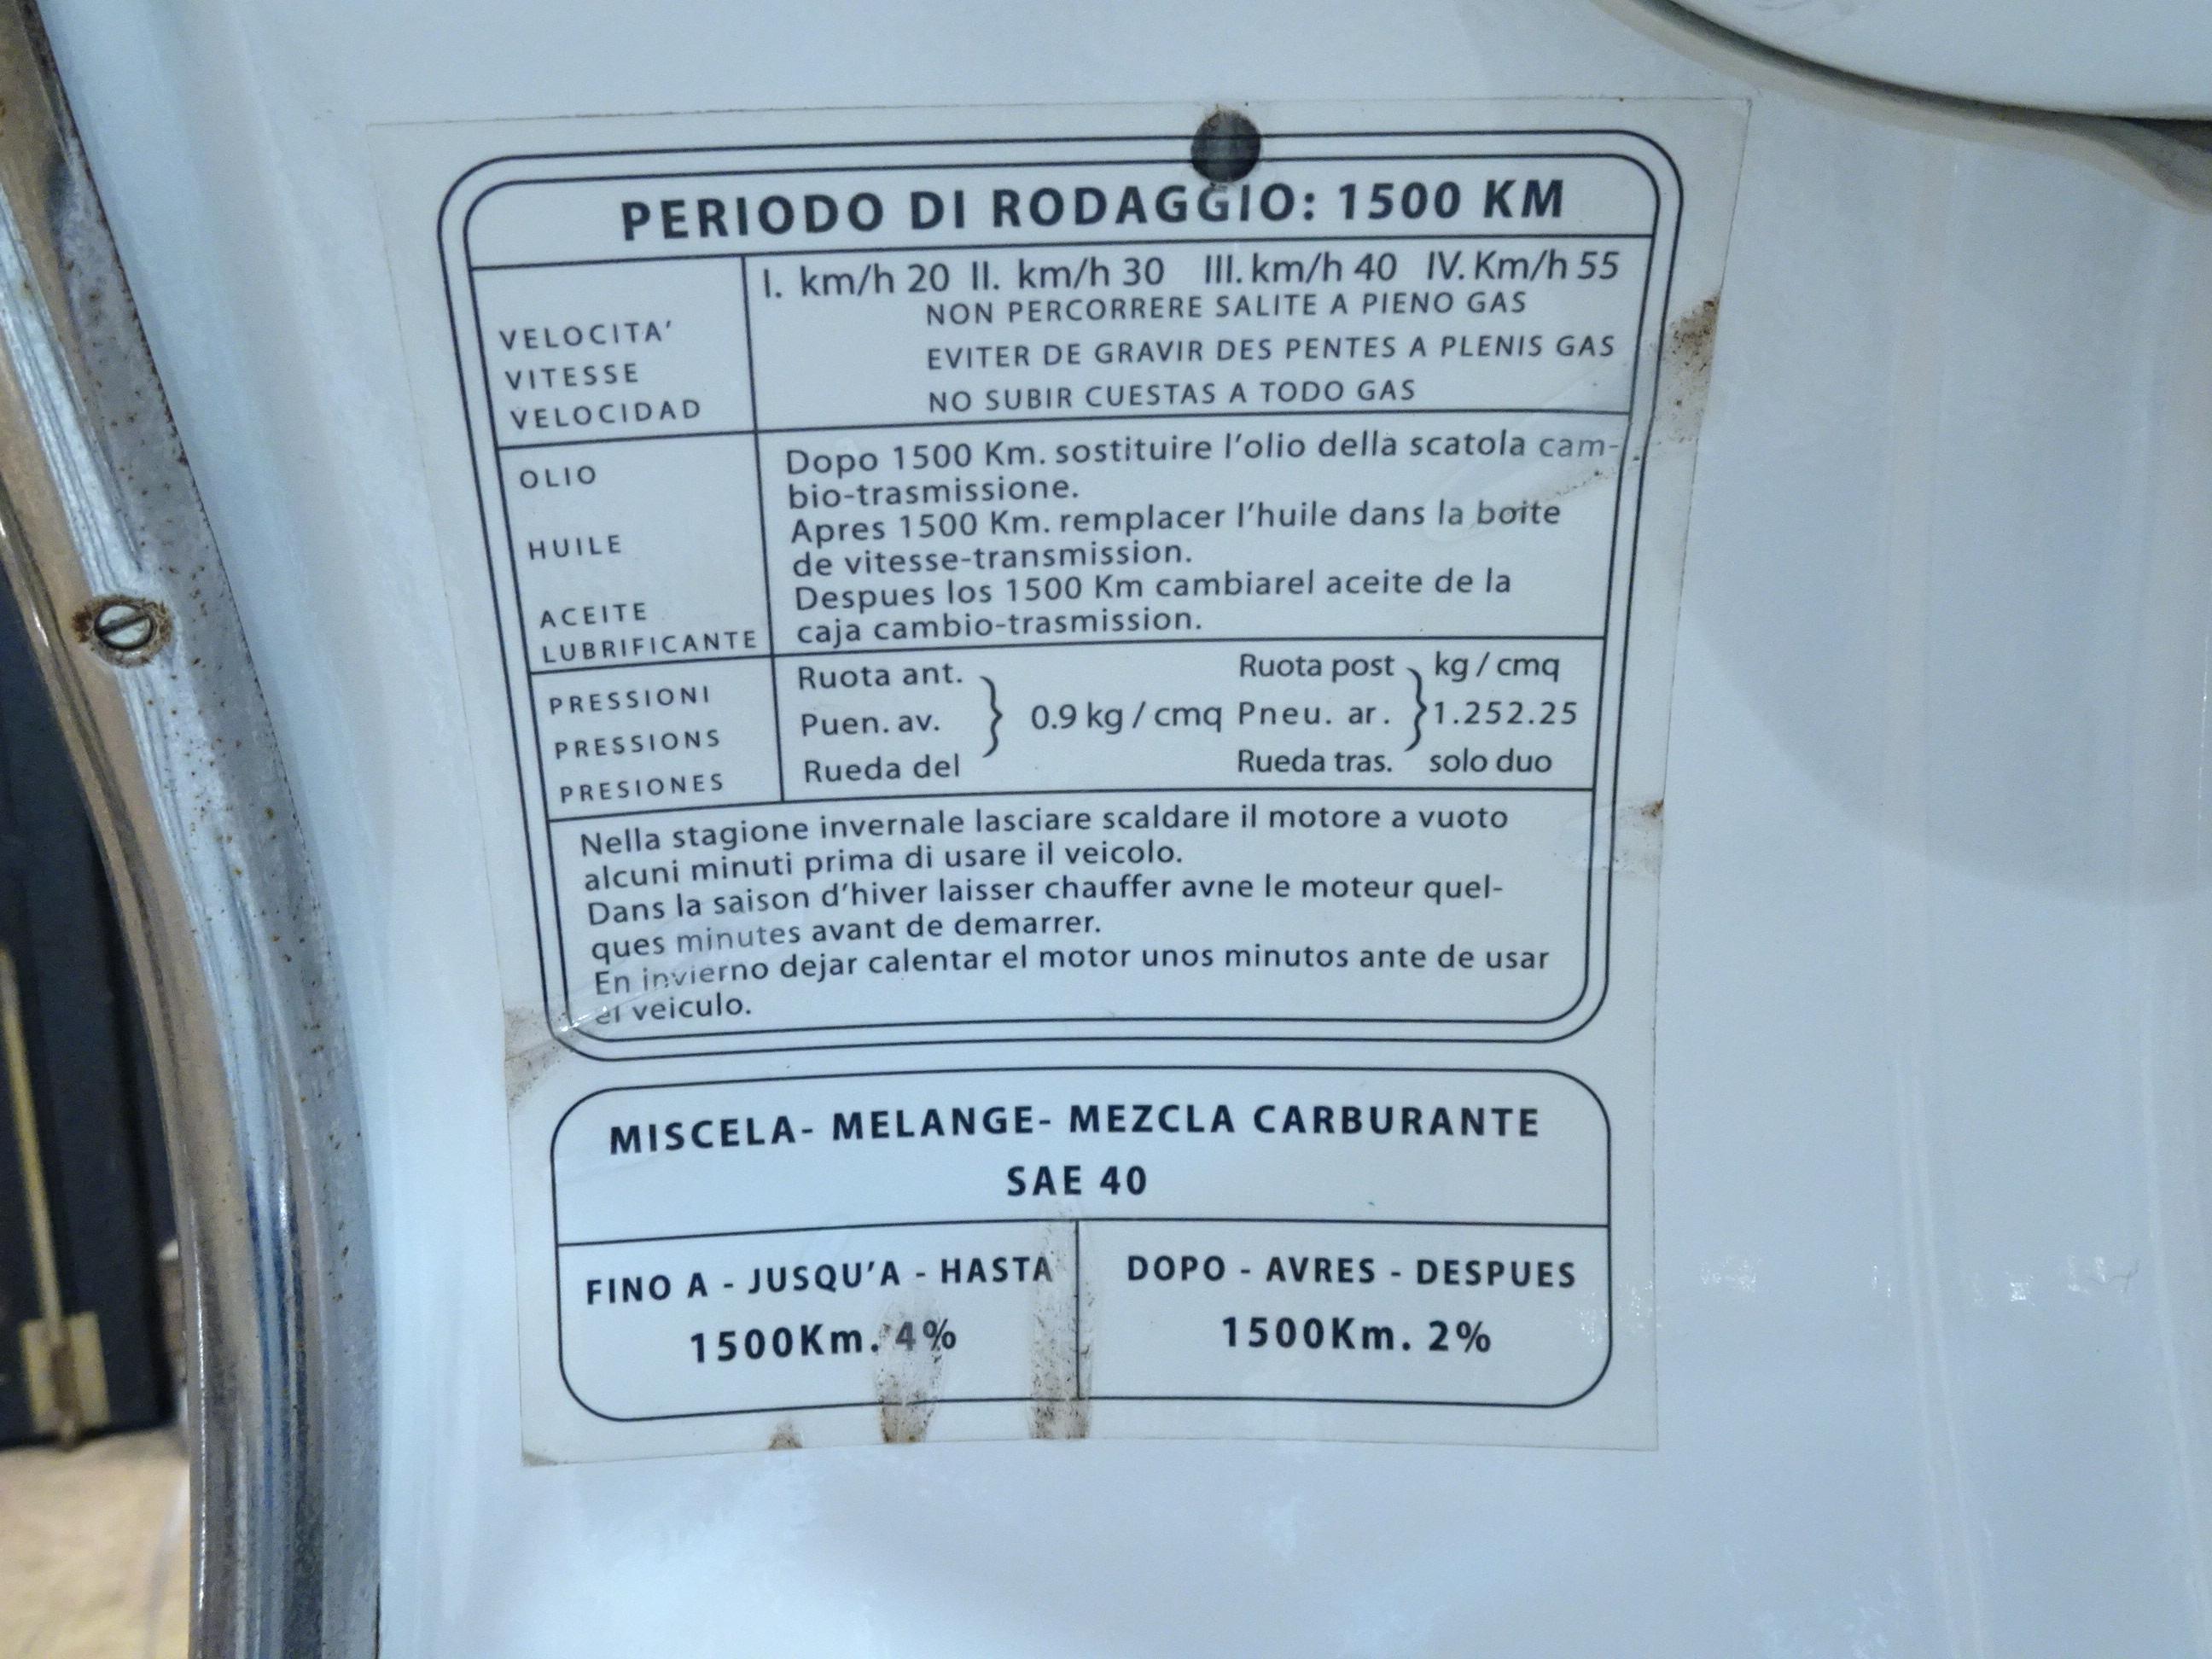 PERIODO DI RODAGGIO: 1500 KM
I. km/h 20 II. km/h 30 III. km/h 40 IV. Km/h 55
VELOCITA'
VITESSE
VELOCIDAD
NON PERCORRERE SALITE A PIENO GAS
EVITER DE GRAVIR DES PENTES A PLENIS GAS
NO SUBIR CUESTAS A TODO GAS
OLIO
Dopo 1500 Km. sostituire l'olio della scatola cam-
bio-trasmissione.
HUILE
Apres 1500 Km. remplacer l'huile dans la boite
de vitesse-transmission.
ACEITE
LUBRIFICANTE
Despues los 1500 Km cambiarel aceite de la
caja cambio-trasmission.
PRESSIONI
PRESSIONS
PRESIONES
Ruota ant.
Puen. av.
Rueda del
0.9 kg / cmq
Ruota post
Pneu. ar.
Rueda tras.
kg / cmq
1.252.25
solo duo
Nella stagione invernale lasciare scaldare il motore a vuoto
alcuni minuti prima di usare il veicolo.
Dans la saison d'hiver laisser chauffer avne le moteur quel-
ques minutes avant de demarrer.
En invierno dejar calentar el motor unos minutos ante de usar
el veiculo.
MISCELA- MELANGE- MEZCLA CARBURANTE
SAE 40
FINO A - JUSQU'A - HASTA
1500Km. 4%
DOPO - AVRES - DESPUES
1500Km. 2%